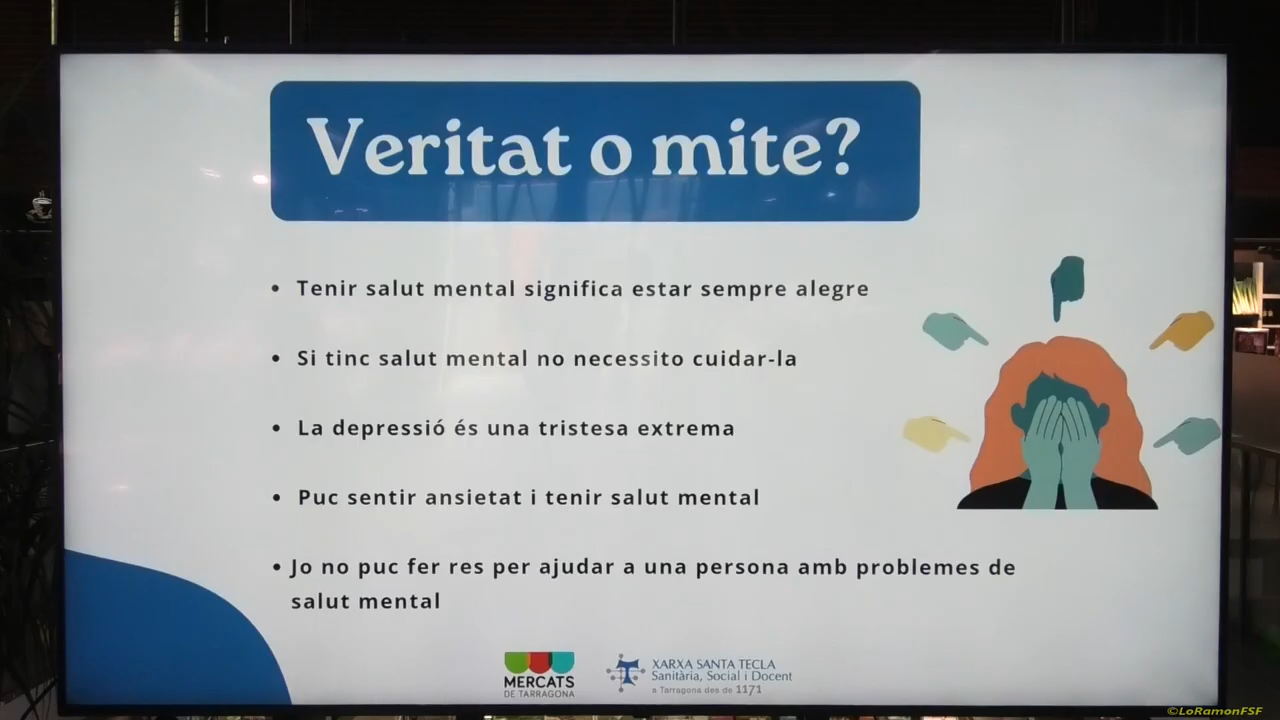 Veritat o mite?
• Tenir salut mental significa estar sempre alegre
• Si tinc salut mental no necessito cuidar-la
• La depressió és una tristesa extrema
• Puc sentir ansietat i tenir salut mental
• Jo no puc fer res per ajudar a una persona amb problemes de
salut mental
MERCATS
DE TARRAGONA
XARXA SANTA TECLA
Sanitària, Social i Docent
a Tarragona des de 1171
©LoRamonFSF